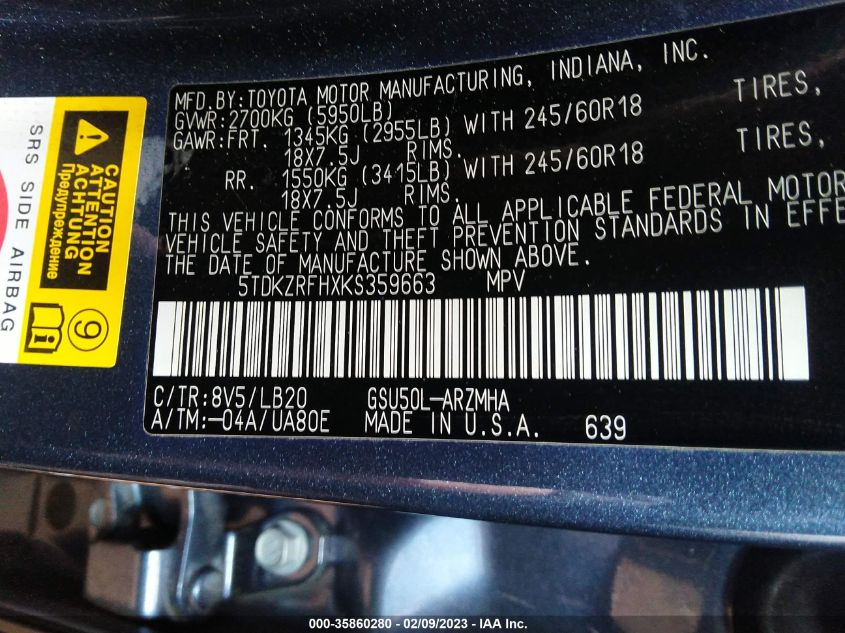 MFD.BY:TOYOTA MOTOR MANUFACTURING, INDIANA, INC.
GVWR:2700KG (5950LB)
GAWR:FRT. 1345KG (2955LB) WITH 245/60R18 TIRES,
18X7.5J RIMS.
RR. 1550KG (3415LB) WITH 245/60R18 TIRES,
18X7.5J RIMS.
THIS VEHICLE CONFORMS TO ALL APPLICABLE FEDERAL MOTOR
VEHICLE SAFETY AND THEFT PREVENTION STANDARDS IN EFFE
THE DATE OF MANUFACTURE SHOWN ABOVE.
5TDKZRFHXKS359663 MPV
C/TR:8V5/LB20 GSU50L-ARZMHA
A/TM:-04A/UA80E MADE IN U.S.A. 639
SRS SIDE AIRBAG
CAUTION
ATTENTION
ACHTUNG
Предупреждение
9
000-35860280 - 02/09/2023 - IAA Inc.